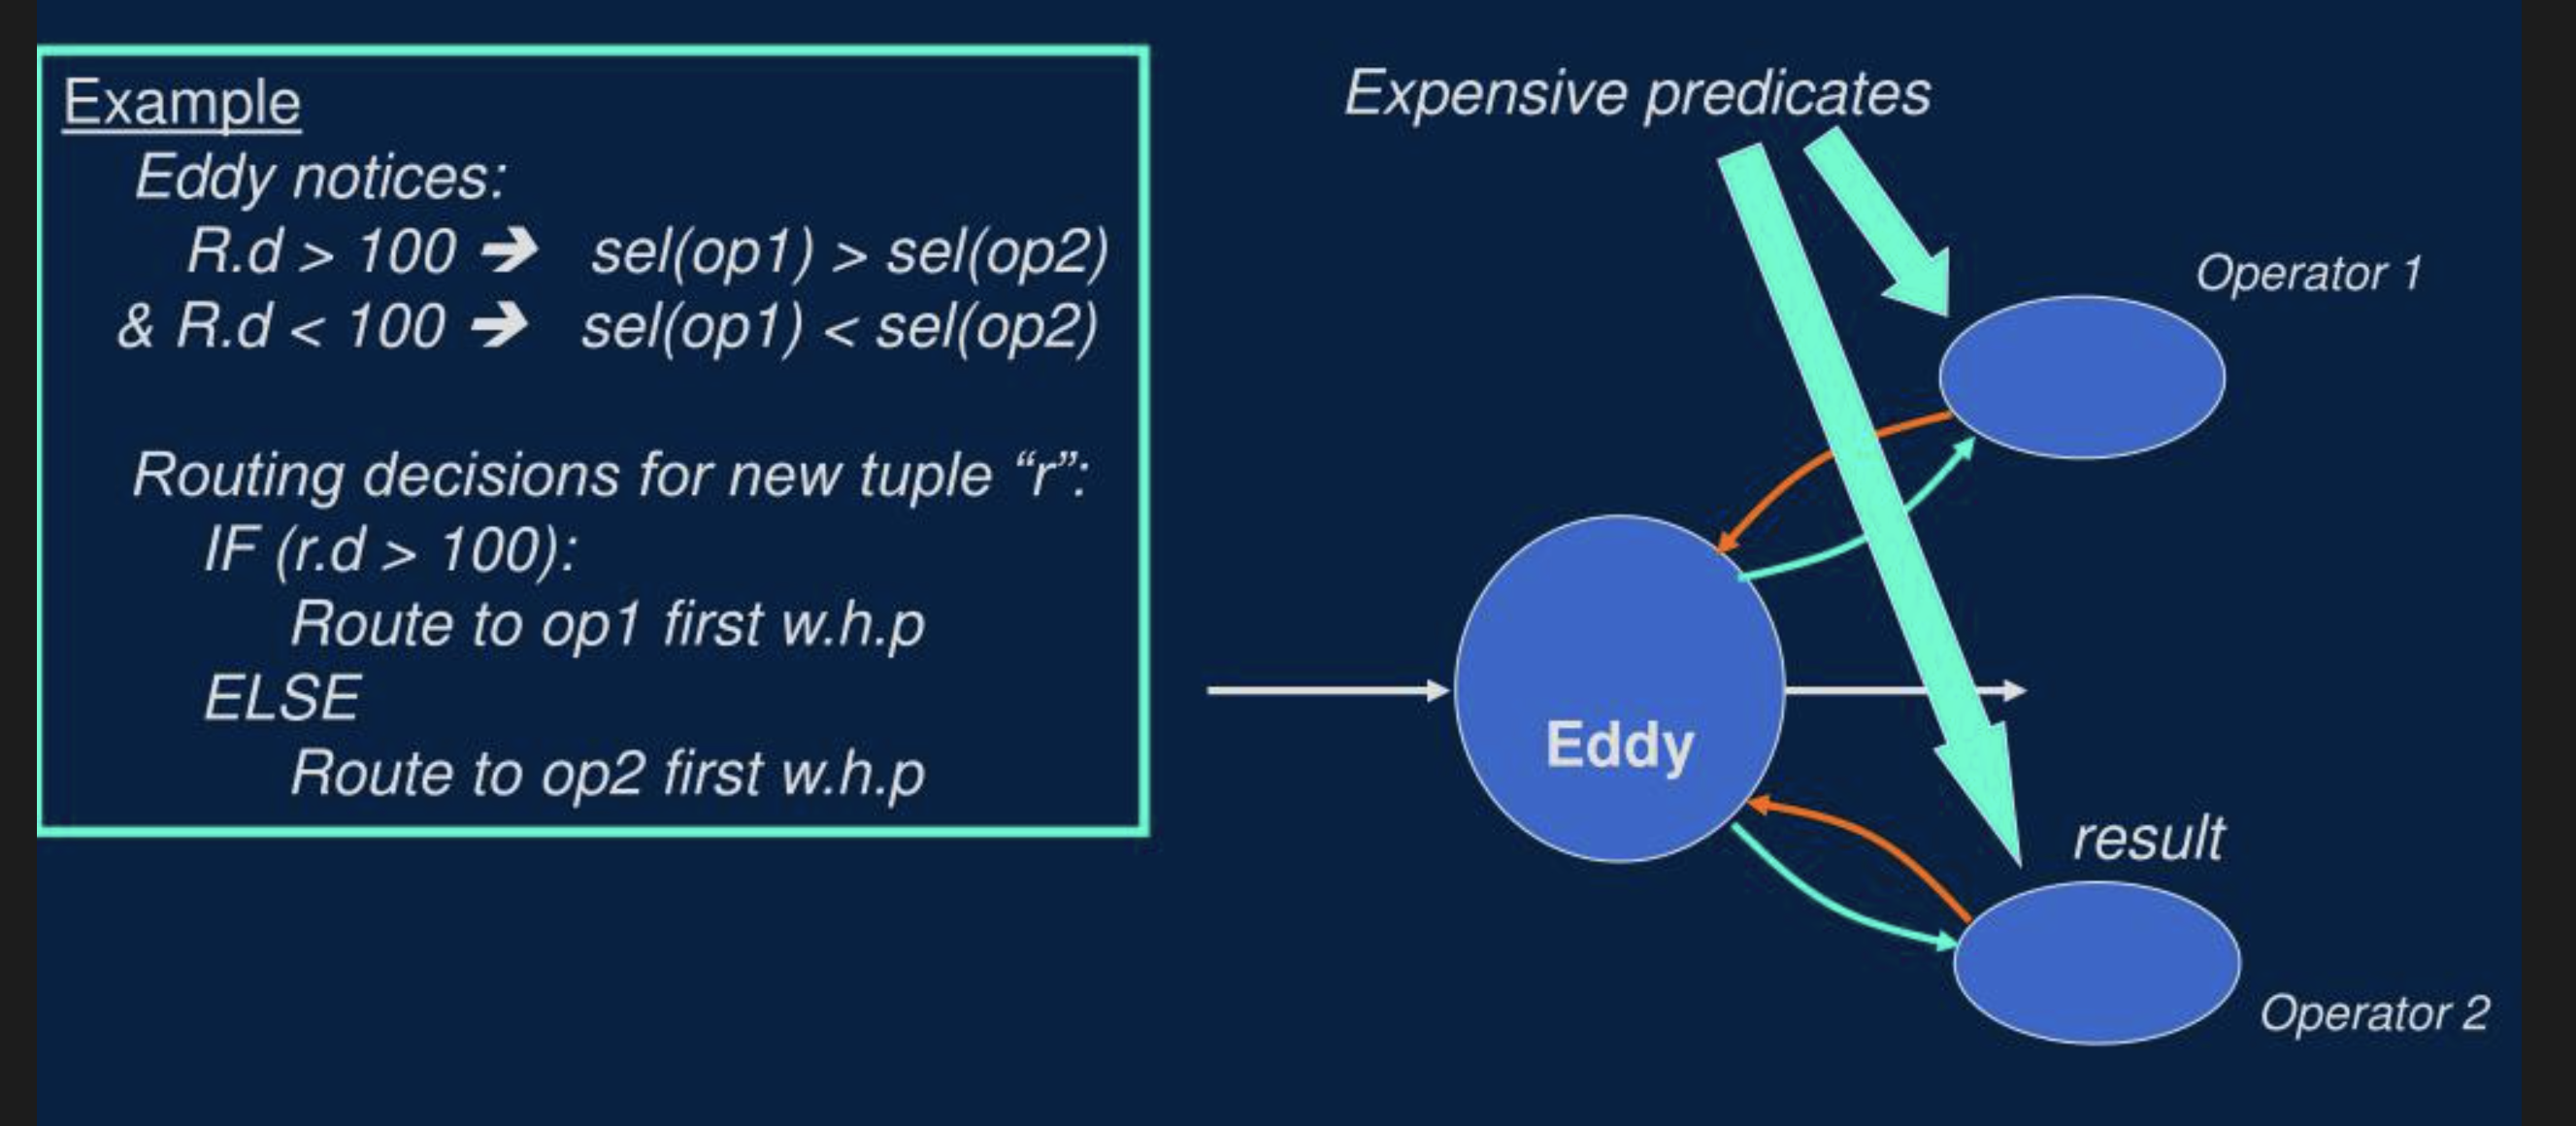 Example
Eddy notices:
R.d > 100 ➔ sel(op1) > sel(op2)
& R.d < 100 ➔ sel(op1) < sel(op2)
Routing decisions for new tuple “r”:
IF (r.d > 100):
Route to op1 first w.h.p
ELSE
Route to op2 first w.h.p
Expensive predicates
Operator 1
Eddy
result
Operator 2